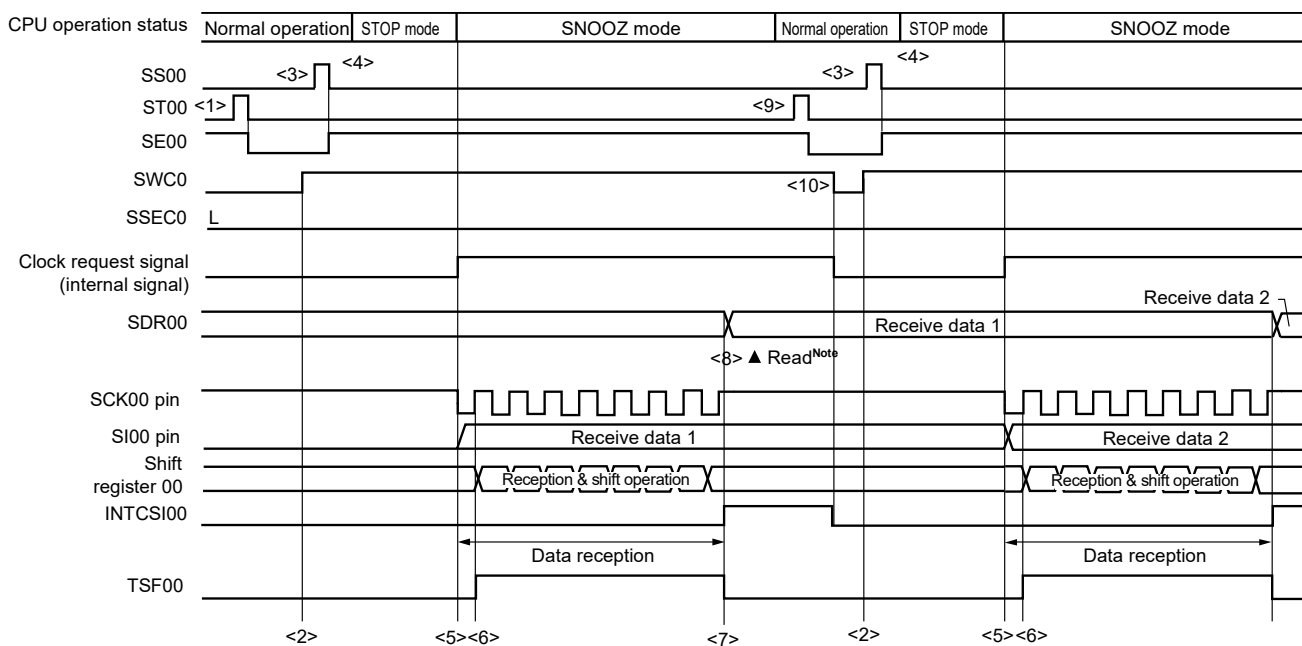 CPU operation status Normal operation STOP mode SNOOZ mode Normal operation STOP mode SNOOZ mode
<4> <4>
SS00 <3> <3>
ST00 <1> <9>
SE00
SWC0 <10>
SSEC0 L
Clock request signal
(internal signal)
Receive data 2
SDR00 Receive data 1
<8> ▲ ReadNote
SCK00 pin
SI00 pin Receive data 1 Receive data 2
Shift
register 00 Reception & shift operation Reception & shift operation
INTCSI00
Data reception Data reception
TSF00
<2> <5><6> <7> <2> <5><6>